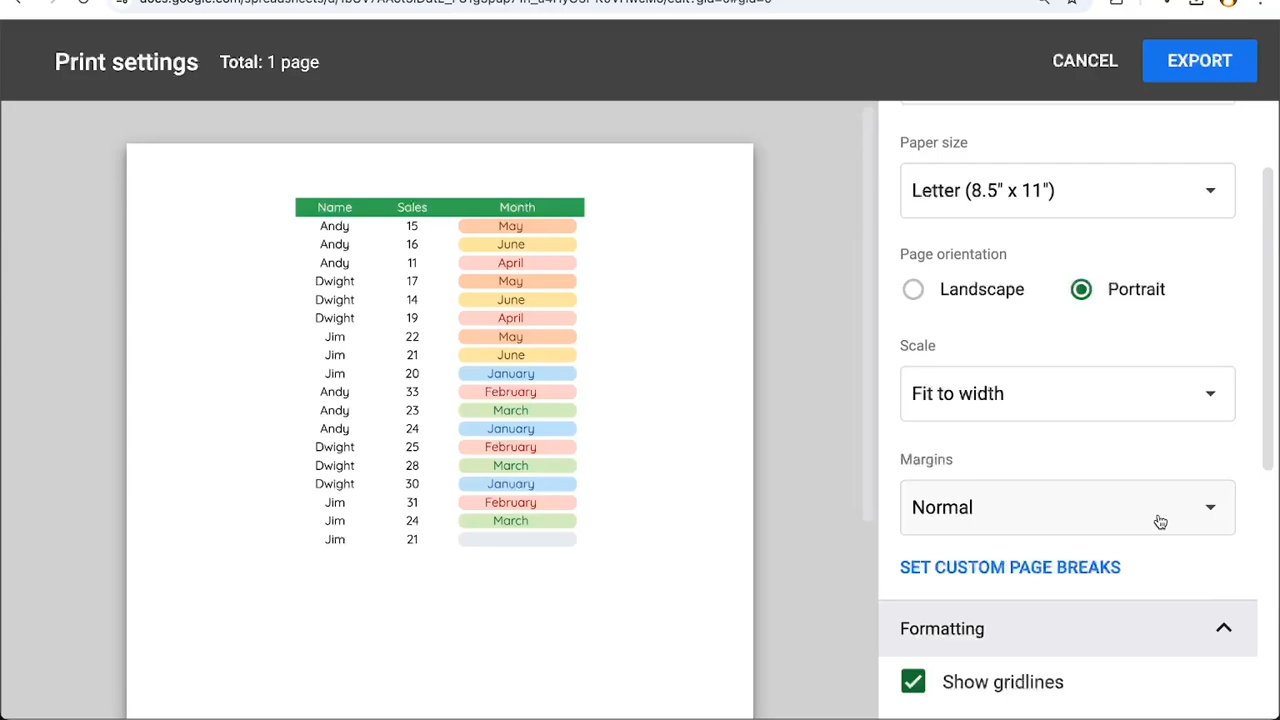 Print settings Total: 1 page CANCEL EXPORT
Name Sales Month
Andy 15 May
Andy 16 June
Andy 11 April
Dwight 17 May
Dwight 14 June
Dwight 19 April
Jim 22 May
Jim 21 June
Jim 20 January
Andy 33 February
Andy 23 March
Andy 24 January
Dwight 25 February
Dwight 28 March
Dwight 30 January
Jim 31 February
Jim 24 March
Jim 21
Paper size
Letter (8.5" x 11")
Page orientation
Landscape Portrait
Scale
Fit to width
Margins
Normal
SET CUSTOM PAGE BREAKS
Formatting
Show gridlines